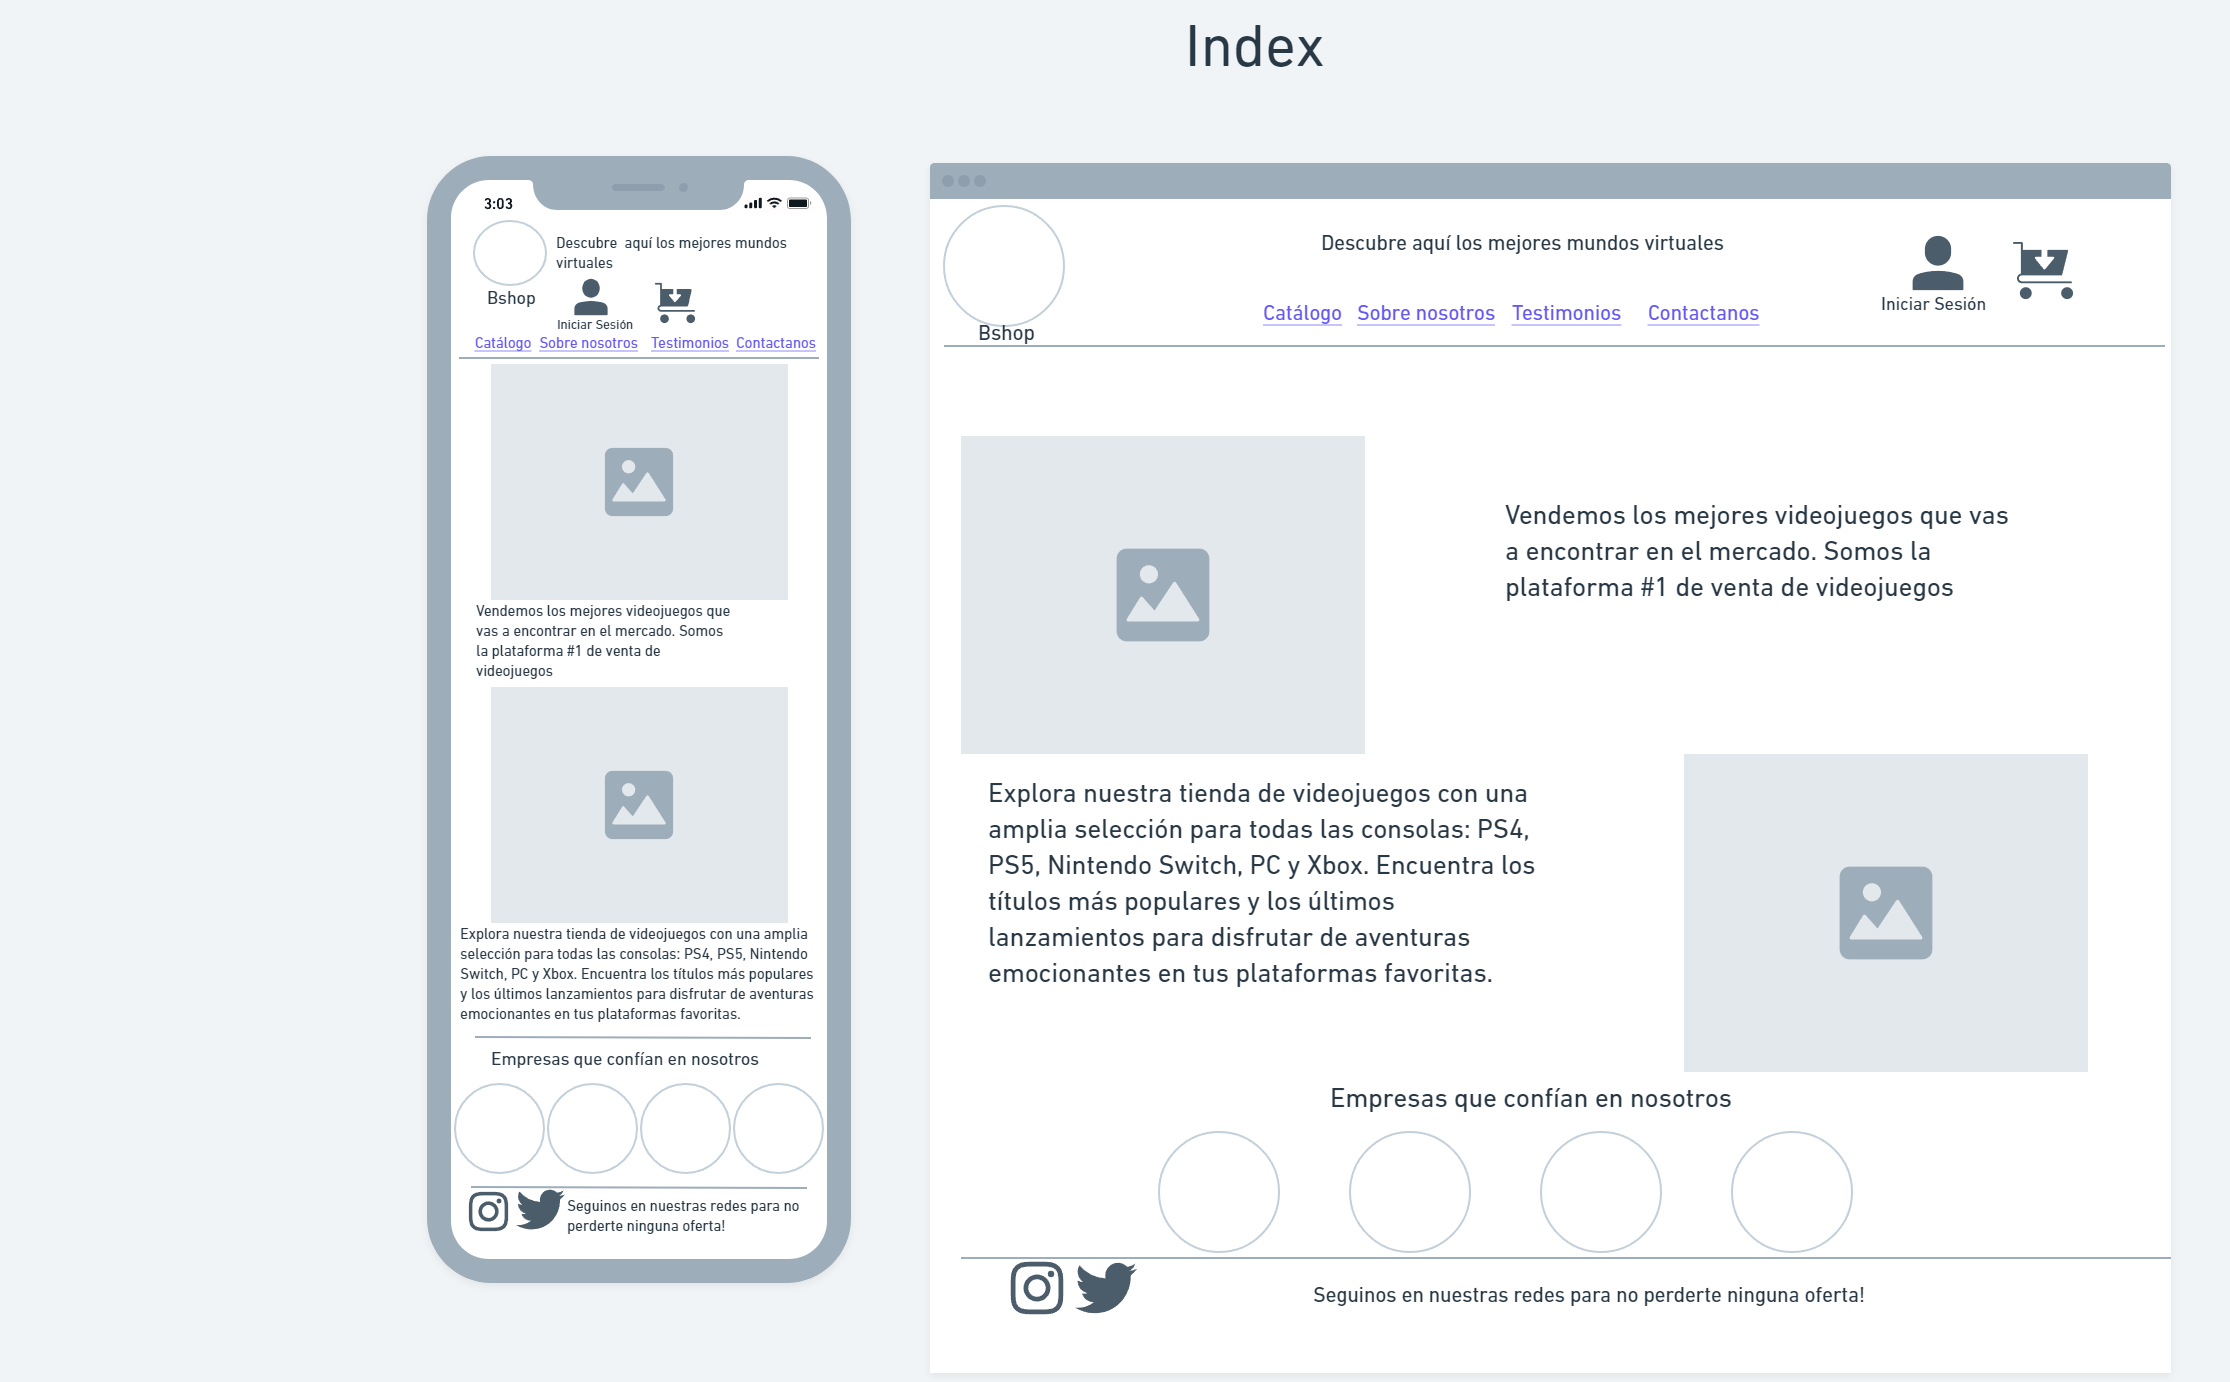 Index
3:03
Descubre  aquí los mejores mundos
virtuales
Bshop
Iniciar Sesión
Catálogo Sobre nosotros Testimonios Contactanos
Vendemos los mejores videojuegos que
vas a encontrar en el mercado. Somos
la plataforma #1 de venta de
videojuegos
Explora nuestra tienda de videojuegos con una amplia
selección para todas las consolas: PS4, PS5, Nintendo
Switch, PC y Xbox. Encuentra los títulos más populares
y los últimos lanzamientos para disfrutar de aventuras
emocionantes en tus plataformas favoritas.
Empresas que confían en nosotros
Seguinos en nuestras redes para no
perderte ninguna oferta!
Descubre aquí los mejores mundos virtuales
Iniciar Sesión
Catálogo Sobre nosotros Testimonios Contactanos
Bshop
Vendemos los mejores videojuegos que vas
a encontrar en el mercado. Somos la
plataforma #1 de venta de videojuegos
Explora nuestra tienda de videojuegos con una
amplia selección para todas las consolas: PS4,
PS5, Nintendo Switch, PC y Xbox. Encuentra los
títulos más populares y los últimos
lanzamientos para disfrutar de aventuras
emocionantes en tus plataformas favoritas.
Empresas que confían en nosotros
Seguinos en nuestras redes para no perderte ninguna oferta!